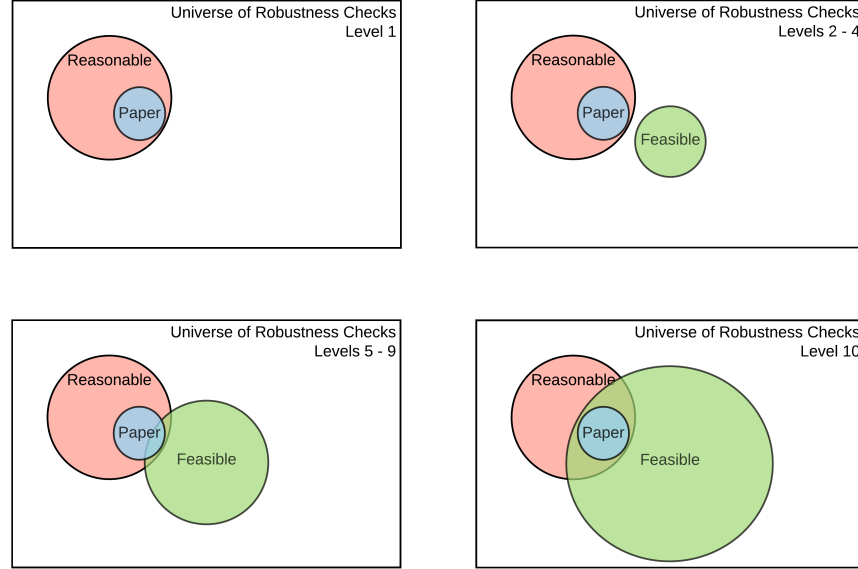 Universe of Robustness Checks
Level 1
Reasonable
Paper
Universe of Robustness Checks
Levels 2 - 4
Reasonable
Paper
Feasible
Universe of Robustness Checks
Levels 5 - 9
Reasonable
Paper
Feasible
Universe of Robustness Checks
Level 10
Reasonable
Paper
Feasible